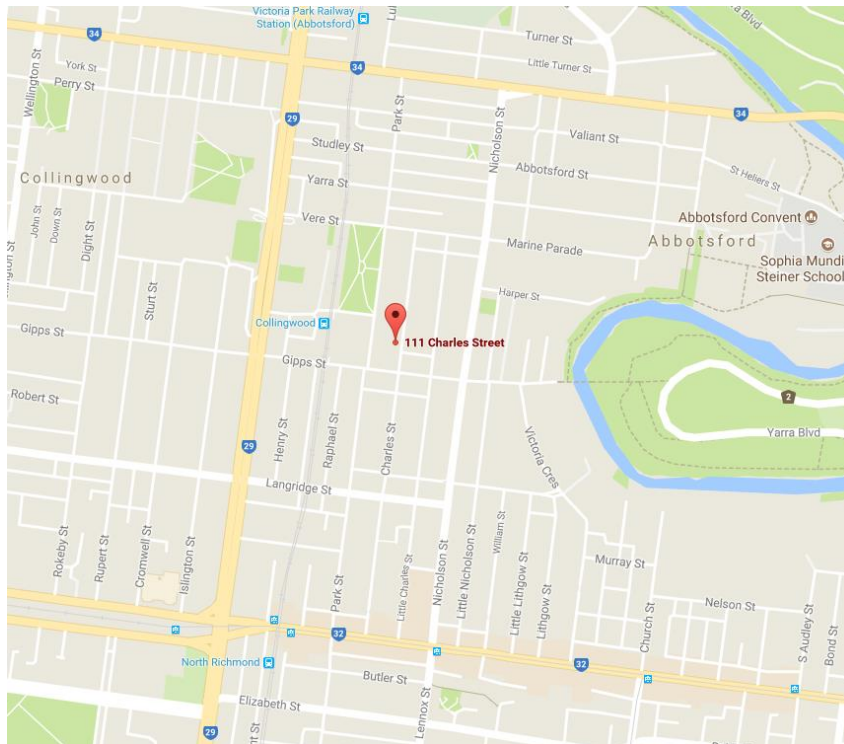 Victoria Park Railway
Station (Abbotsford)
Turner St
34
Little Turner St
York St
Perry St
34
Wellington St
Park St
29
34
Nicholson St
Valiant St
Studley St
Abbotsford St
St Heliers St
Collingwood
Yarra St
Vere St
Abbotsford Convent
John St
Down St
Dight St
Marine Parade
Abbotsford
Sophia Mundi
Steiner School
Sturt St
Harper St
Collingwood
Gipps St
111 Charles Street
Gipps St
Robert St
2
Yarra Blvd
Henry St
Raphael St
Charles St
29
Victoria Cres
Langridge St
William St
Rokeby St
Rupert St
Cromwell St
Islington St
Park St
Little Charles St
Nicholson St
Little Nicholson St
Little Lithgow St
Lithgow St
Murray St
Nelson St
Church St
S Audley St
Bond St
32
32
North Richmond
Butler St
Elizabeth St
Lennox St
29